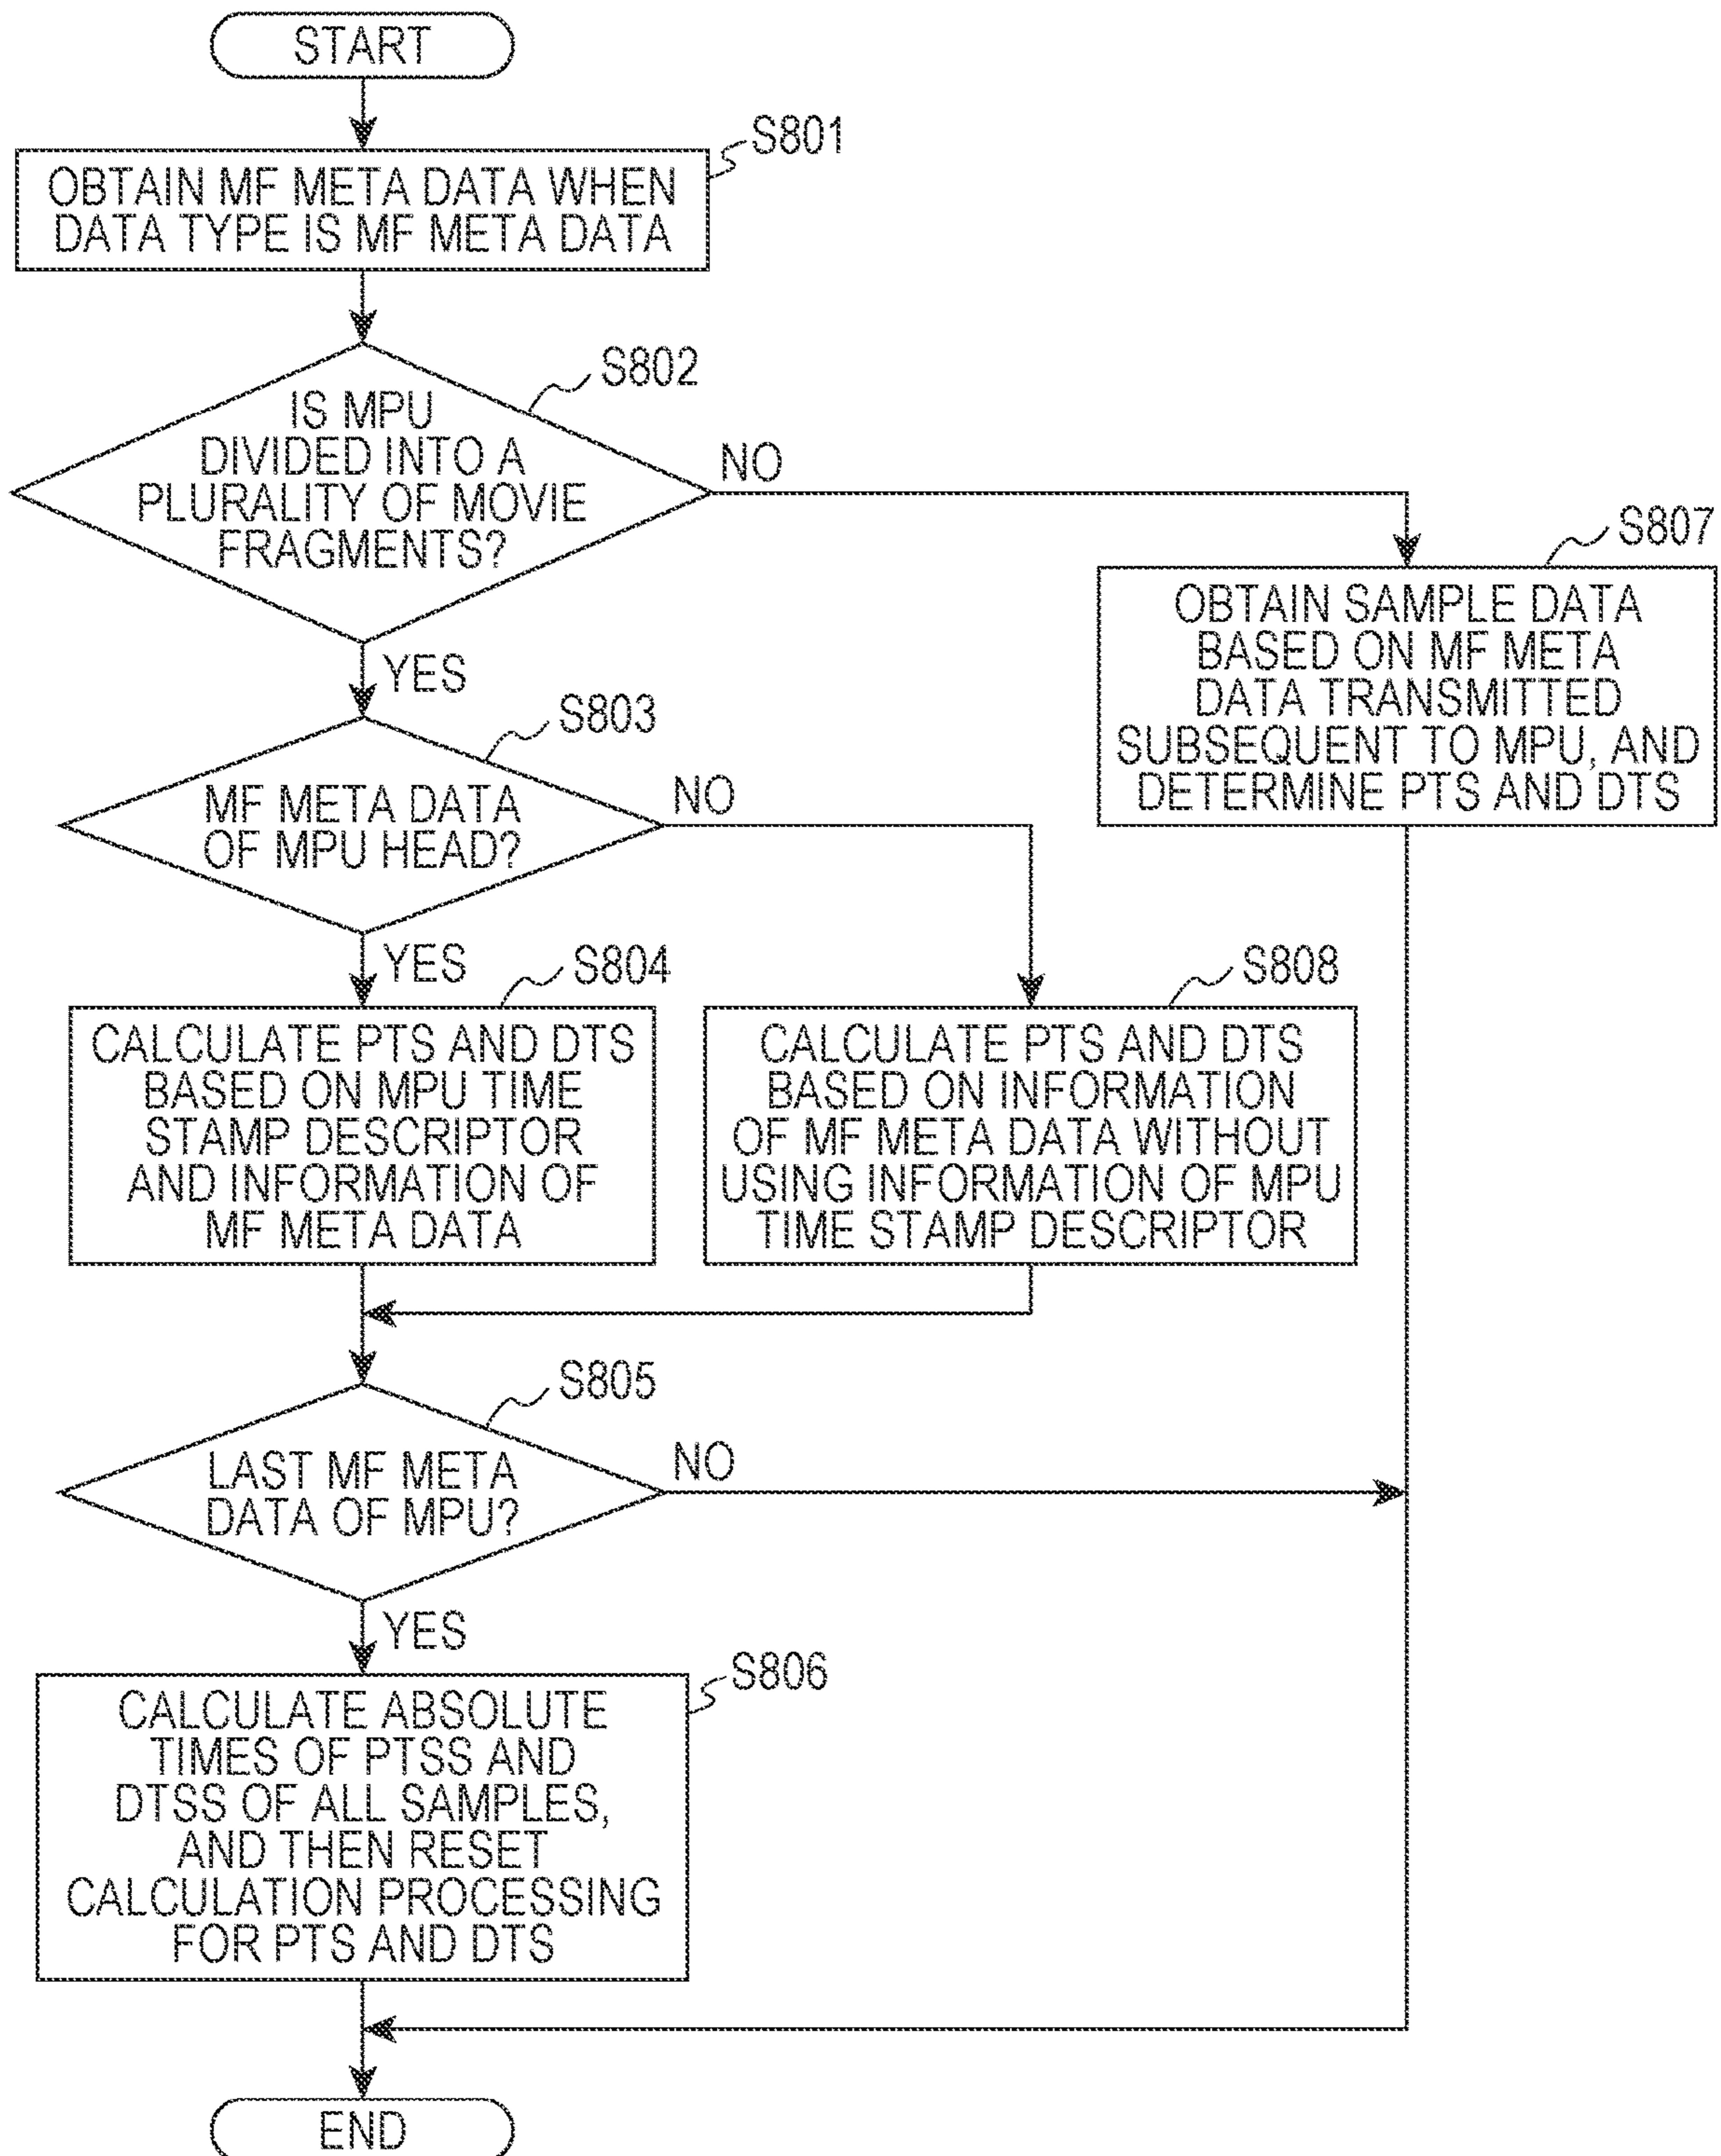 START
S801
OBTAIN MF META DATA WHEN
DATA TYPE IS MF META DATA
S802
IS MPU
DIVIDED INTO A
PLURALITY OF MOVIE
FRAGMENTS?
NO
YES
S807
OBTAIN SAMPLE DATA
BASED ON MF META
DATA TRANSMITTED
SUBSEQUENT TO MPU, AND
DETERMINE PTS AND DTS
S803
MF META DATA
OF MPU HEAD?
NO
YES
S804
CALCULATE PTS AND DTS
BASED ON MPU TIME
STAMP DESCRIPTOR
AND INFORMATION OF
MF META DATA
S808
CALCULATE PTS AND DTS
BASED ON INFORMATION
OF MF META DATA WITHOUT
USING INFORMATION OF MPU
TIME STAMP DESCRIPTOR
S805
LAST MF META
DATA OF MPU?
NO
YES
S806
CALCULATE ABSOLUTE
TIMES OF PTSS AND
DTSS OF ALL SAMPLES,
AND THEN RESET
CALCULATION PROCESSING
FOR PTS AND DTS
END